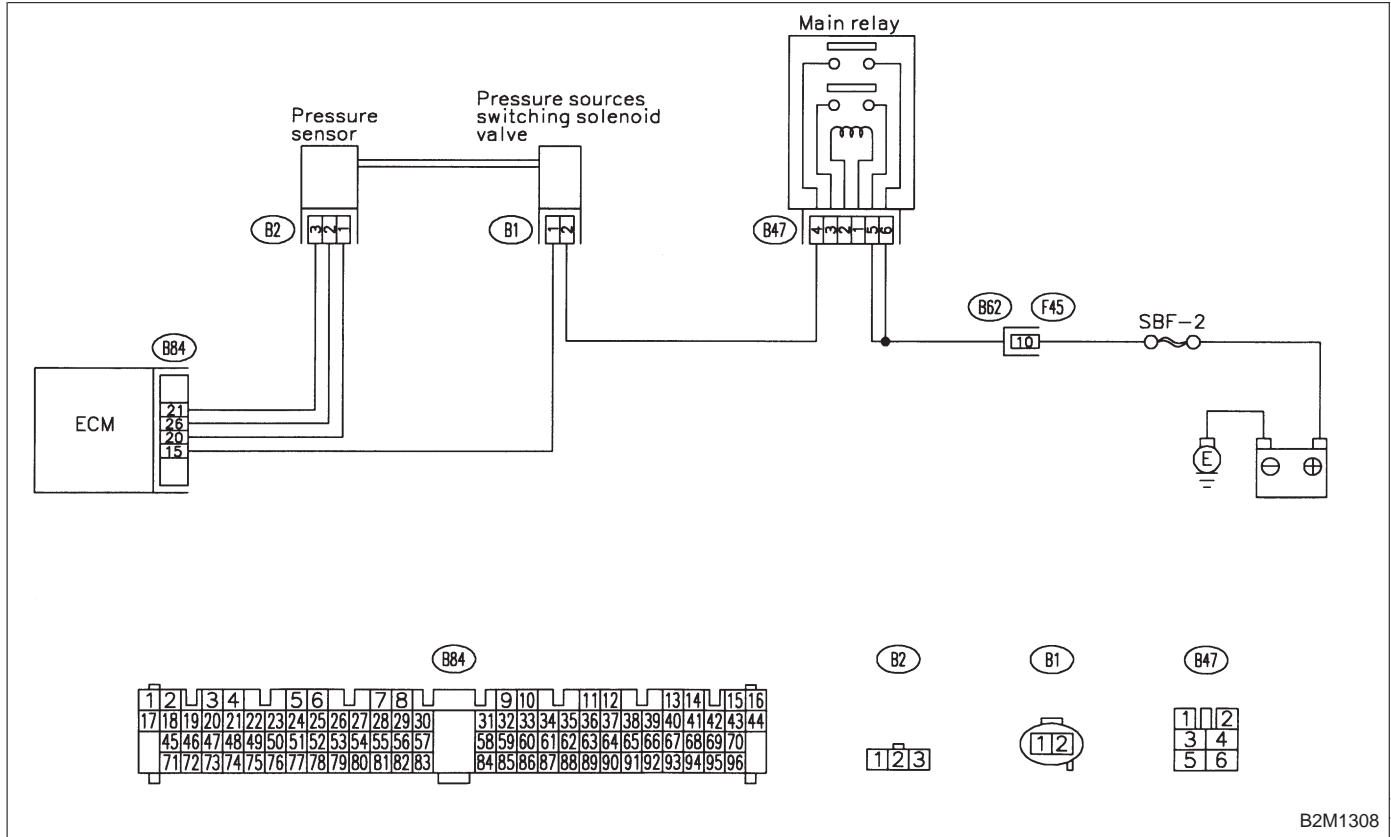 Main relay
Pressure sources
switching solenoid
valve
Pressure
sensor
B2
3 2 1
B1
1 2
B47
4 3 2 1 5 6
B62 F45
10
SBF-2
B84
ECM
21
26
20
15
E
⊖ ⊕
B84
B2
B1
B47
1 2 3 4 5 6 7 8 9 10 11 12 13 14 15 16
17 18 19 20 21 22 23 24 25 26 27 28 29 30 31 32 33 34 35 36 37 38 39 40 41 42 43 44
45 46 47 48 49 50 51 52 53 54 55 56 57 58 59 60 61 62 63 64 65 66 67 68 69 70
71 72 73 74 75 76 77 78 79 80 81 82 83 84 85 86 87 88 89 90 91 92 93 94 95 96
1 2 3
1 2
1 2
3 4
5 6
B2M1308